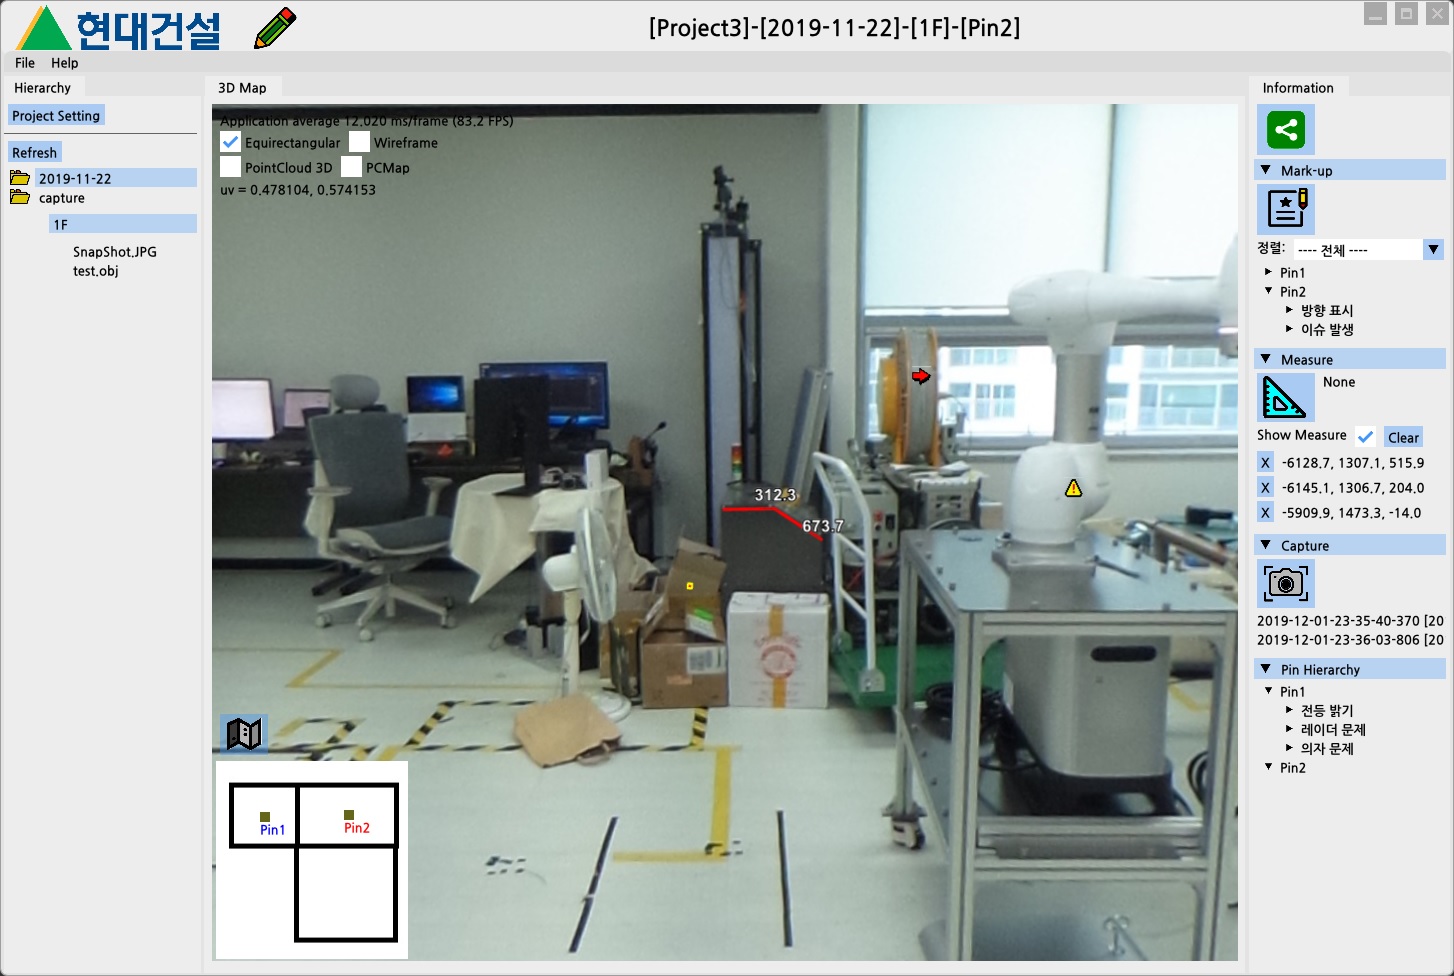 현대건설
[Project3]-[2019-11-22]-[1F]-[Pin2]
File Help
Hierarchy
Project Setting
Refresh
2019-11-22
capture
1F
SnapShot.JPG
test.obj
3D Map
Application average 12.020 ms/frame (83.2 FPS)
Equirectangular Wireframe
PointCloud 3D PCMap
uv = 0.478104, 0.574153
312.3
673.7
Pin1
Pin2
Information
Mark-up
정렬: ---- 전체 ----
Pin1
Pin2
방향 표시
이슈 발생
Measure
None
Show Measure Clear
X -6128.7, 1307.1, 515.9
X -6145.1, 1306.7, 204.0
X -5909.9, 1473.3, -14.0
Capture
2019-12-01-23-35-40-370 [20
2019-12-01-23-36-03-806 [20
Pin Hierarchy
Pin1
전등 밝기
레이더 문제
의자 문제
Pin2